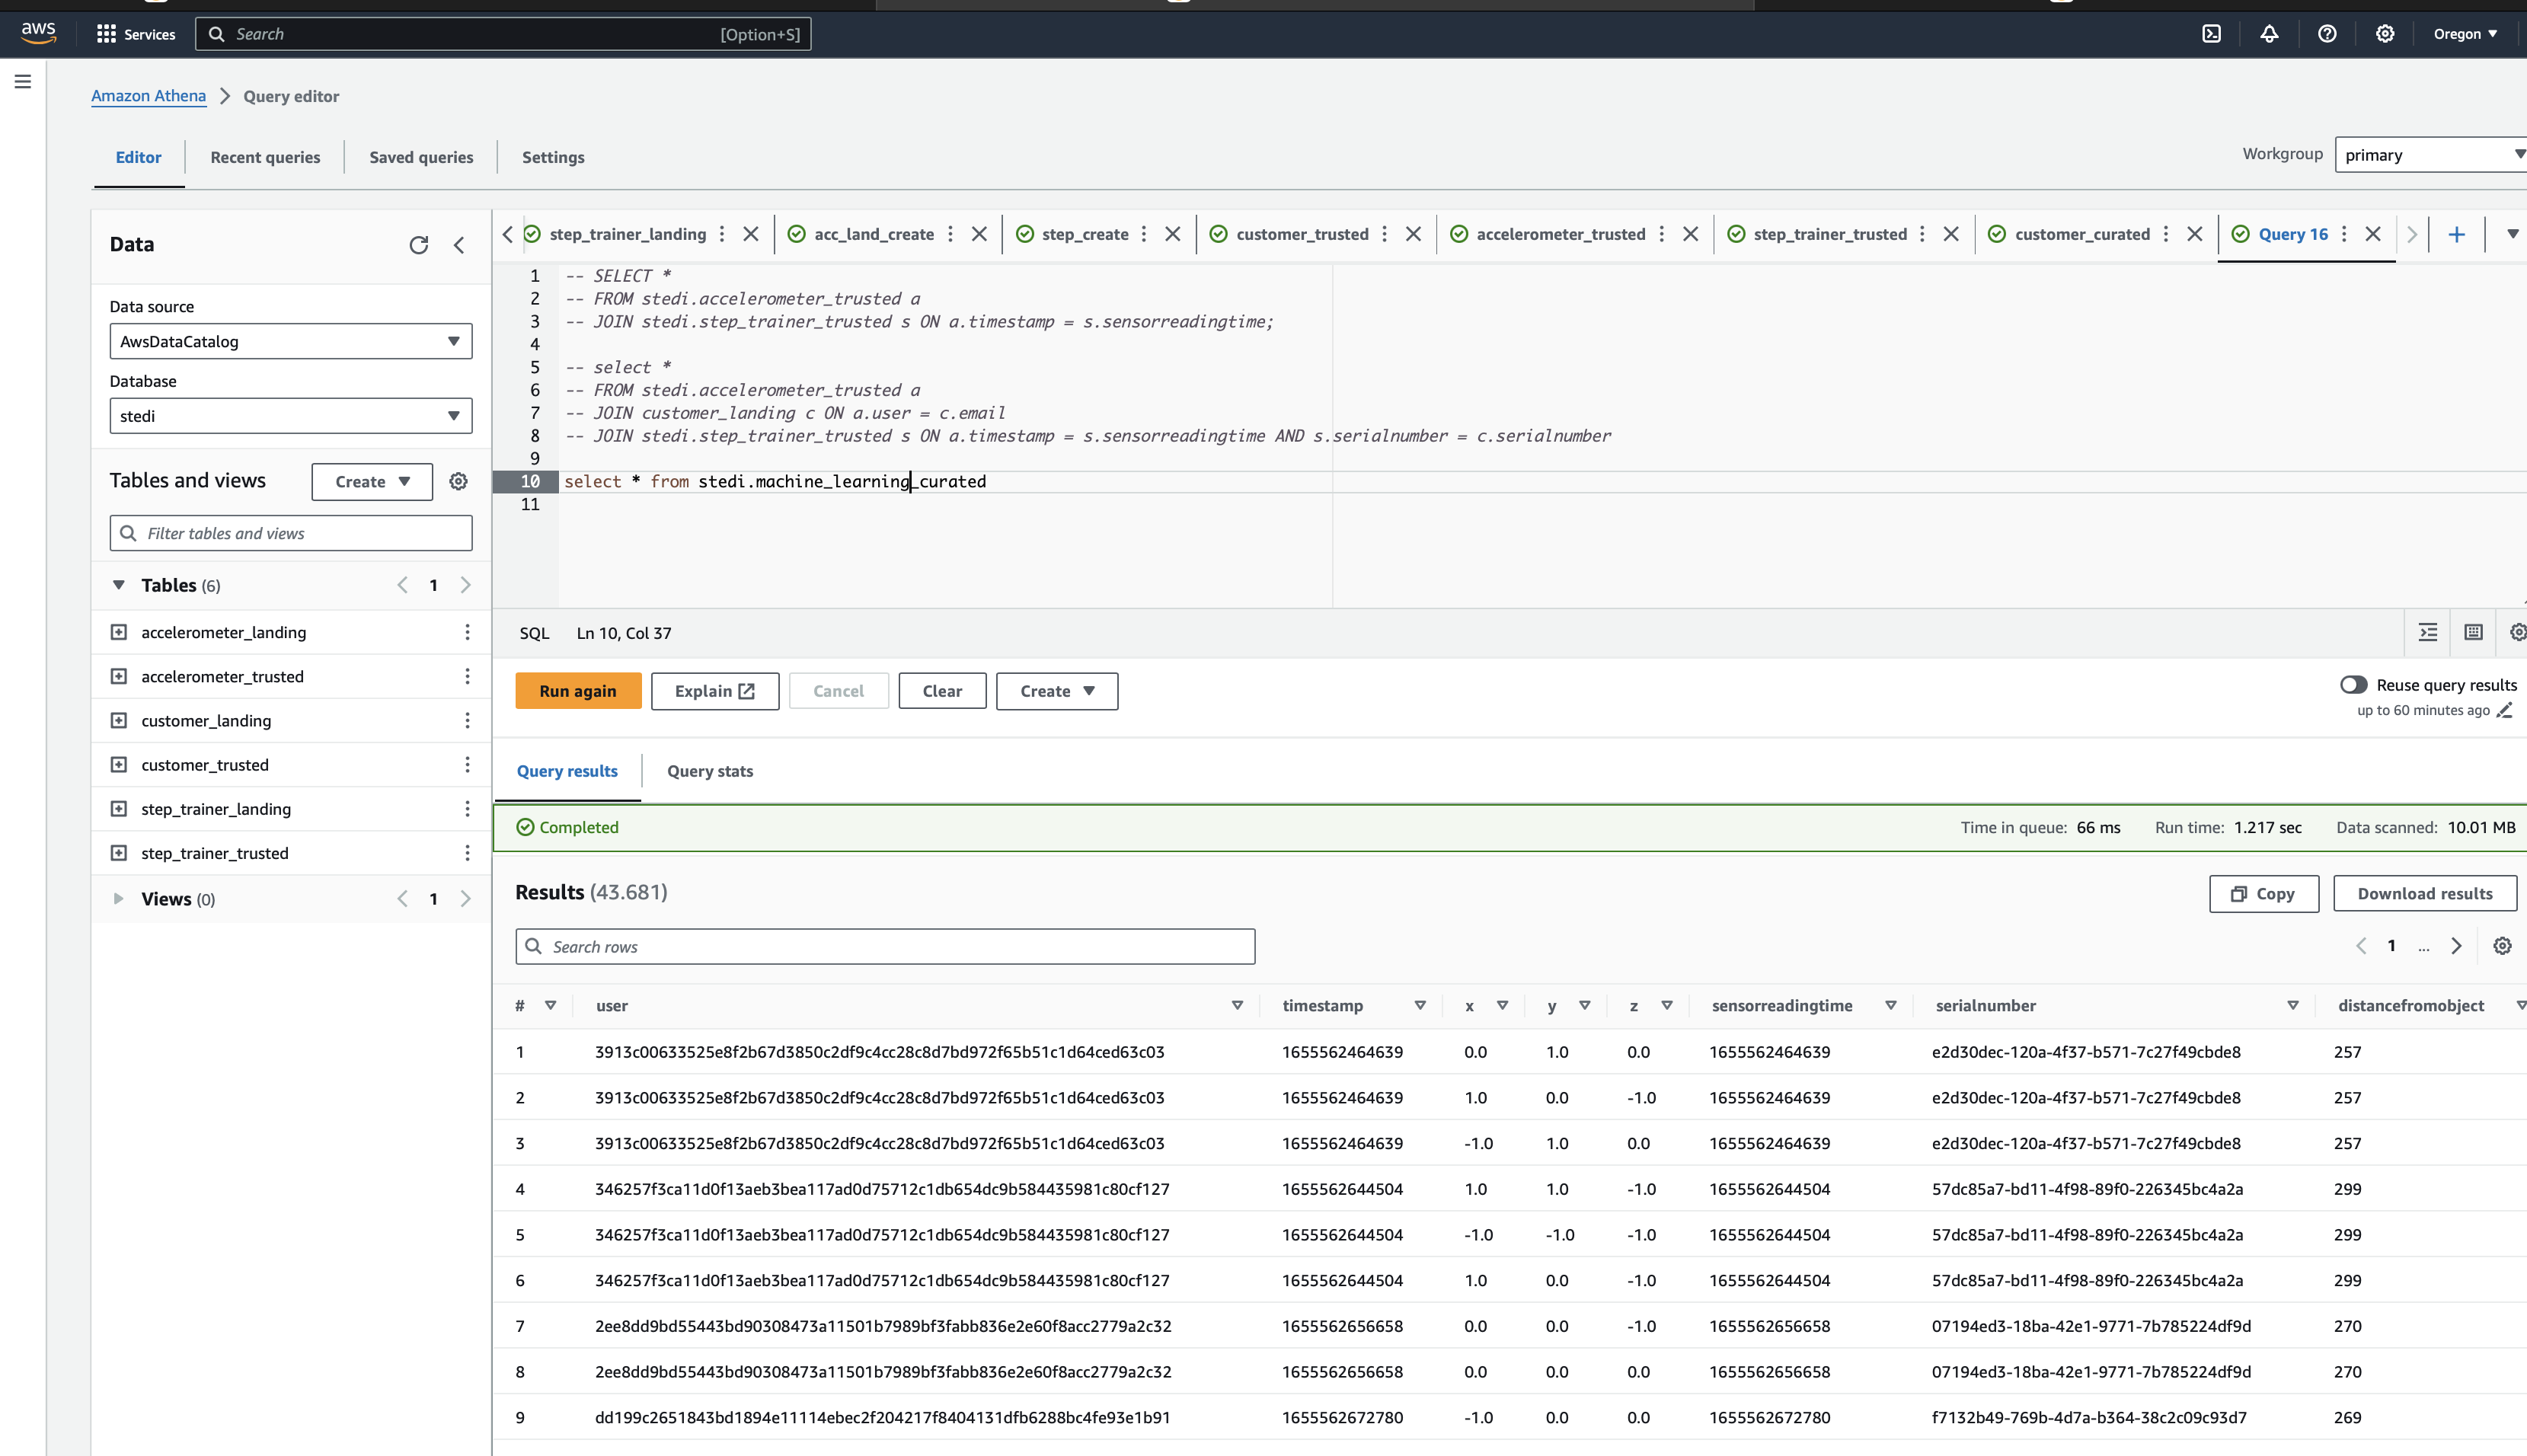 aws
Services
Search
[Option+S]
Oregon
Amazon Athena
Query editor
Editor
Recent queries
Saved queries
Settings
Workgroup
primary
Data
Data source
AwsDataCatalog
Database
stedi
Tables and views
Create
Filter tables and views
Tables (6)
1
accelerometer_landing
accelerometer_trusted
customer_landing
customer_trusted
step_trainer_landing
step_trainer_trusted
Views (0)
1
step_trainer_landing
acc_land_create
step_create
customer_trusted
accelerometer_trusted
step_trainer_trusted
customer_curated
Query 16
1 -- SELECT *
2 -- FROM stedi.accelerometer_trusted a
3 -- JOIN stedi.step_trainer_trusted s ON a.timestamp = s.sensorreadingtime;
4
5 -- select *
6 -- FROM stedi.accelerometer_trusted a
7 -- JOIN customer_landing c ON a.user = c.email
8 -- JOIN stedi.step_trainer_trusted s ON a.timestamp = s.sensorreadingtime AND s.serialnumber = c.serialnumber
9
10 select * from stedi.machine_learning_curated
11
SQL Ln 10, Col 37
Run again
Explain
Cancel
Clear
Create
Reuse query results
up to 60 minutes ago
Query results
Query stats
Completed
Time in queue: 66 ms
Run time: 1.217 sec
Data scanned: 10.01 MB
Results (43.681)
Copy
Download results
Search rows
1 ...
# user timestamp x y z sensorreadingtime serialnumber distancefromobject
1 3913c00633525e8f2b67d3850c2df9c4cc28c8d7bd972f65b51c1d64ced63c03 1655562464639 0.0 1.0 0.0 1655562464639 e2d30dec-120a-4f37-b571-7c27f49cbde8 257
2 3913c00633525e8f2b67d3850c2df9c4cc28c8d7bd972f65b51c1d64ced63c03 1655562464639 1.0 0.0 -1.0 1655562464639 e2d30dec-120a-4f37-b571-7c27f49cbde8 257
3 3913c00633525e8f2b67d3850c2df9c4cc28c8d7bd972f65b51c1d64ced63c03 1655562464639 -1.0 1.0 0.0 1655562464639 e2d30dec-120a-4f37-b571-7c27f49cbde8 257
4 346257f3ca11d0f13aeb3bea117ad0d75712c1db654dc9b584435981c80cf127 1655562644504 1.0 1.0 -1.0 1655562644504 57dc85a7-bd11-4f98-89f0-226345bc4a2a 299
5 346257f3ca11d0f13aeb3bea117ad0d75712c1db654dc9b584435981c80cf127 1655562644504 -1.0 -1.0 -1.0 1655562644504 57dc85a7-bd11-4f98-89f0-226345bc4a2a 299
6 346257f3ca11d0f13aeb3bea117ad0d75712c1db654dc9b584435981c80cf127 1655562644504 1.0 0.0 -1.0 1655562644504 57dc85a7-bd11-4f98-89f0-226345bc4a2a 299
7 2ee8dd9bd55443bd90308473a11501b7989bf3fabb836e2e60f8acc2779a2c32 1655562656658 0.0 0.0 -1.0 1655562656658 07194ed3-18ba-42e1-9771-7b785224df9d 270
8 2ee8dd9bd55443bd90308473a11501b7989bf3fabb836e2e60f8acc2779a2c32 1655562656658 0.0 0.0 0.0 1655562656658 07194ed3-18ba-42e1-9771-7b785224df9d 270
9 dd199c2651843bd1894e11114ebec2f204217f8404131dfb6288bc4fe93e1b91 1655562672780 -1.0 0.0 0.0 1655562672780 f7132b49-769b-4d7a-b364-38c2c09c93d7 269